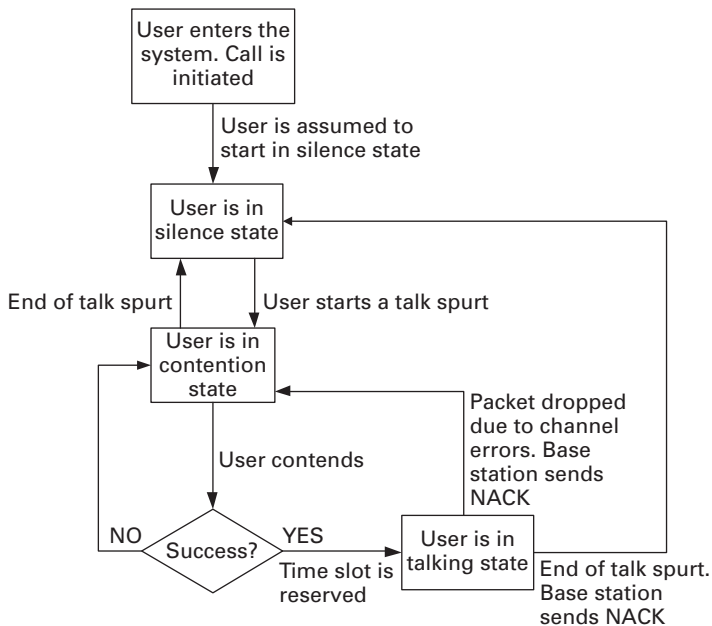 User enters the
system. Call is
initiated
User is assumed to
start in silence state
User is in
silence state
End of talk spurt
User starts a talk spurt
User is in
contention
state
Packet dropped
due to channel
errors. Base
station sends
NACK
User contends
NO
Success?
YES
Time slot is
reserved
User is in
talking state
End of talk spurt.
Base station
sends NACK